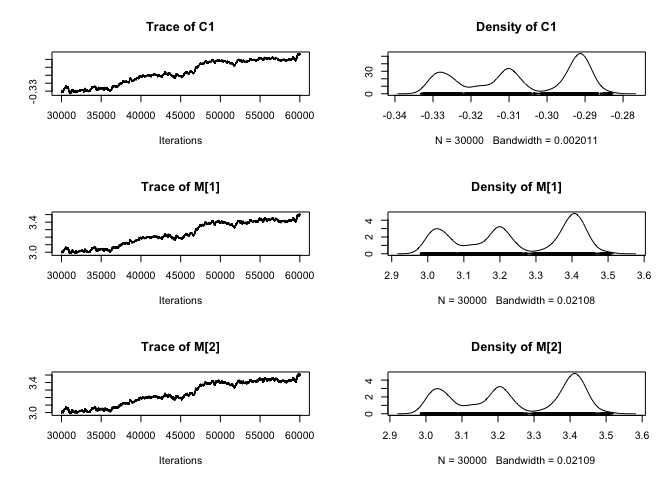 Trace of C1
-0.33
30000 35000 40000 45000 50000 55000 60000
Iterations
Density of C1
0 30
-0.34 -0.33 -0.32 -0.31 -0.30 -0.29 -0.28
N = 30000 Bandwidth = 0.002011
Trace of M[1]
3.0 3.4
30000 35000 40000 45000 50000 55000 60000
Iterations
Density of M[1]
0 2 4
2.9 3.0 3.1 3.2 3.3 3.4 3.5 3.6
N = 30000 Bandwidth = 0.02108
Trace of M[2]
3.0 3.4
30000 35000 40000 45000 50000 55000 60000
Iterations
Density of M[2]
0 2 4
2.9 3.0 3.1 3.2 3.3 3.4 3.5 3.6
N = 30000 Bandwidth = 0.02109